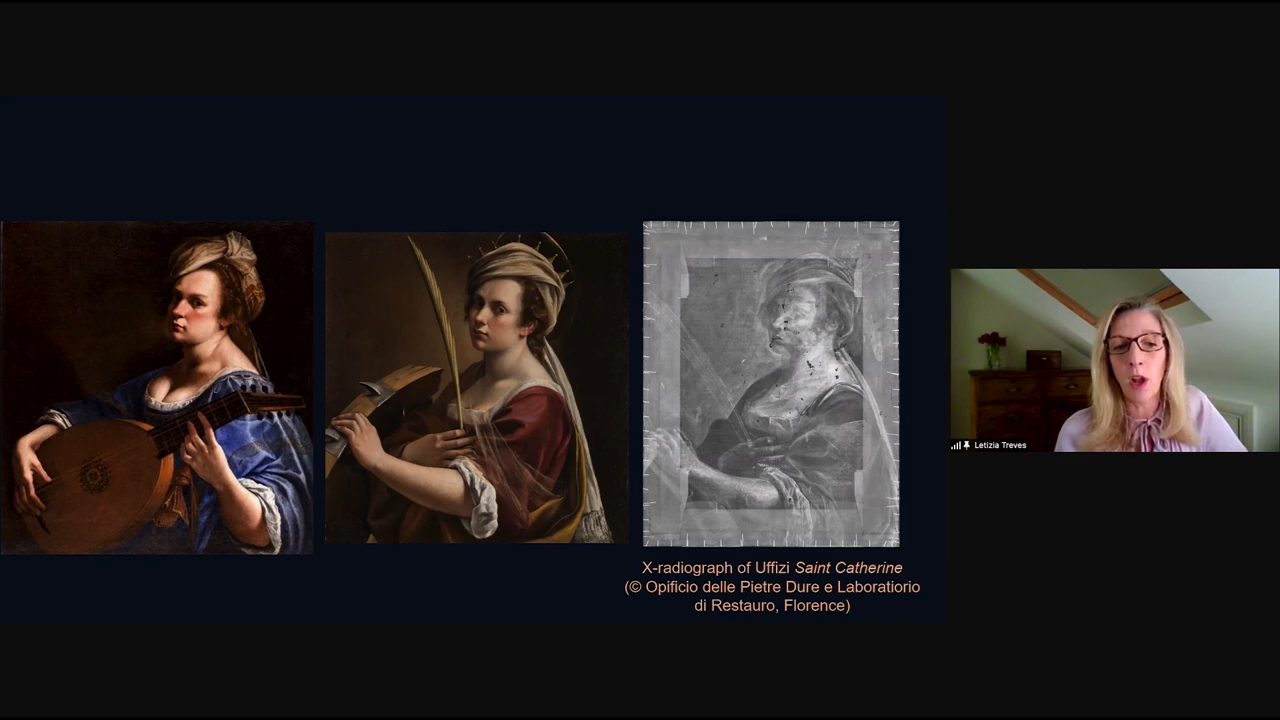 X-radiograph of Uffizi Saint Catherine
(© Opificio delle Pietre Dure e Laboratiorio
di Restauro, Florence)
Letizia Treves